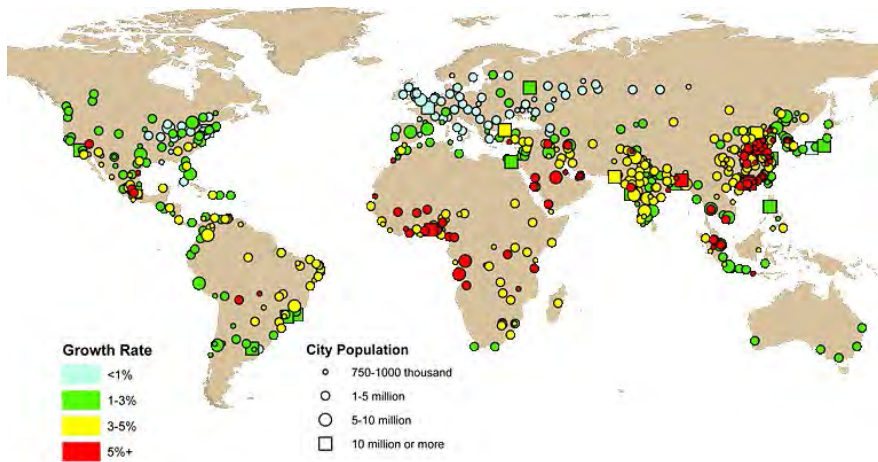 Growth Rate
<1%
1-3%
3-5%
5%+
City Population
750-1000 thousand
1-5 million
5-10 million
10 million or more